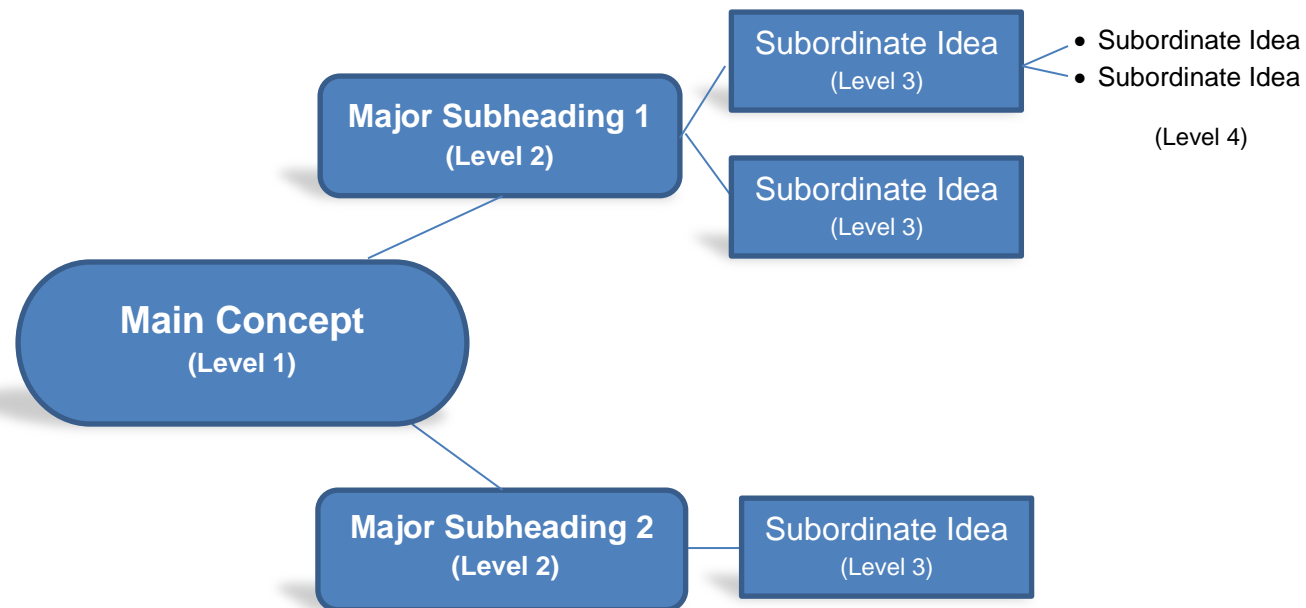 Subordinate Idea
(Level 3)
• Subordinate Idea
• Subordinate Idea
(Level 4)
Major Subheading 1
(Level 2)
Subordinate Idea
(Level 3)
Main Concept
(Level 1)
Major Subheading 2
(Level 2)
Subordinate Idea
(Level 3)